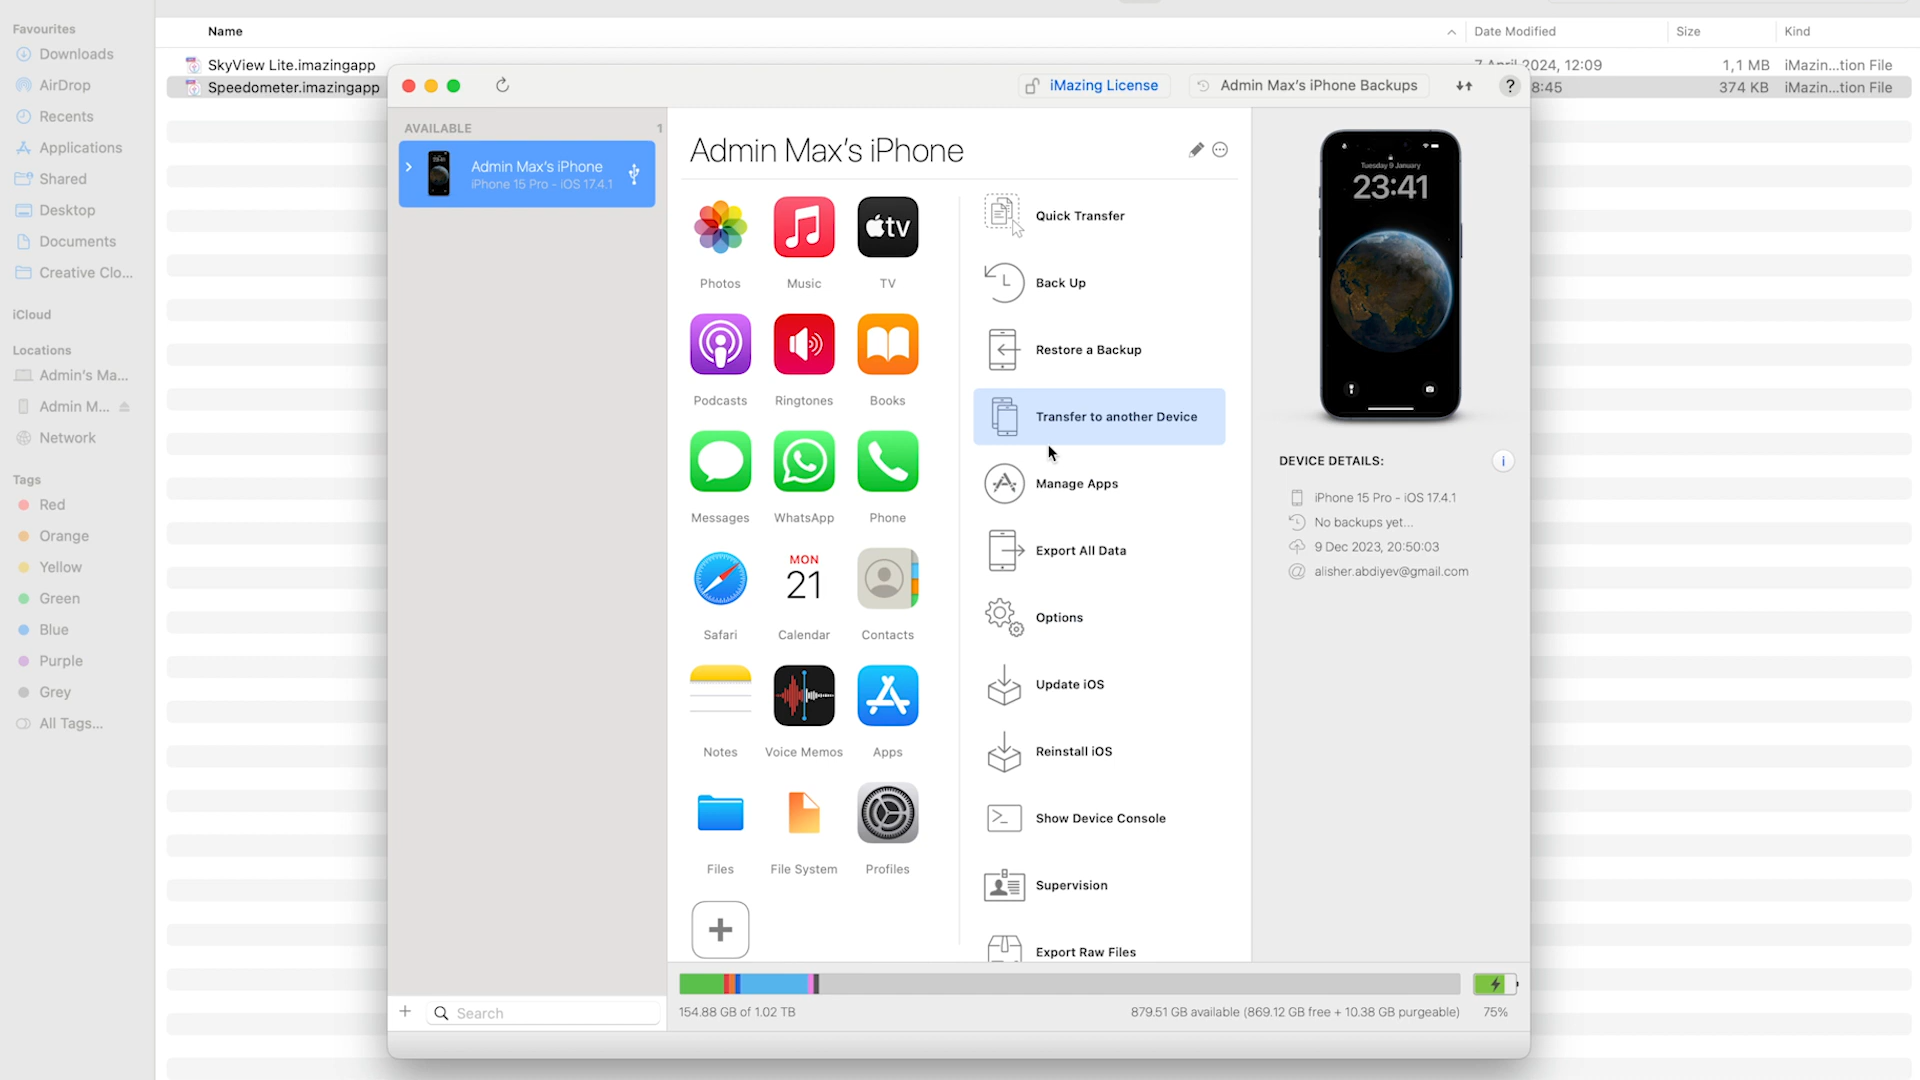 Favourites
Downloads
AirDrop
Recents
Applications
Shared
Desktop
Documents
Creative Clo...
iCloud
Locations
Admin's Ma...
Admin M...
Network
Tags
Red
Orange
Yellow
Green
Blue
Purple
Grey
All Tags...
Name
Date Modified
Size
Kind
SkyView Lite.imazingapp
7 April 2024, 12:09
1,1 MB
iMazin...tion File
Speedometer.imazingapp
8:45
374 KB
iMazin...tion File
iMazing License
Admin Max's iPhone Backups
?
AVAILABLE
1
Admin Max's iPhone
iPhone 15 Pro - iOS 17.4.1
Search
Admin Max's iPhone
tv
Photos
Music
TV
Podcasts
Ringtones
Books
Messages
WhatsApp
Phone
MON
21
Safari
Calendar
Contacts
Notes
Voice Memos
Apps
Files
File System
Profiles
Quick Transfer
Back Up
Restore a Backup
Transfer to another Device
Manage Apps
Export All Data
Options
Update iOS
Reinstall iOS
Show Device Console
Supervision
Export Raw Files
Tuesday 9 January
23:41
DEVICE DETAILS:
i
iPhone 15 Pro - iOS 17.4.1
No backups yet...
9 Dec 2023, 20:50:03
alisher.abdiyev@gmail.com
154.88 GB of 1.02 TB
879.51 GB available (869.12 GB free + 10.38 GB purgeable)
75%